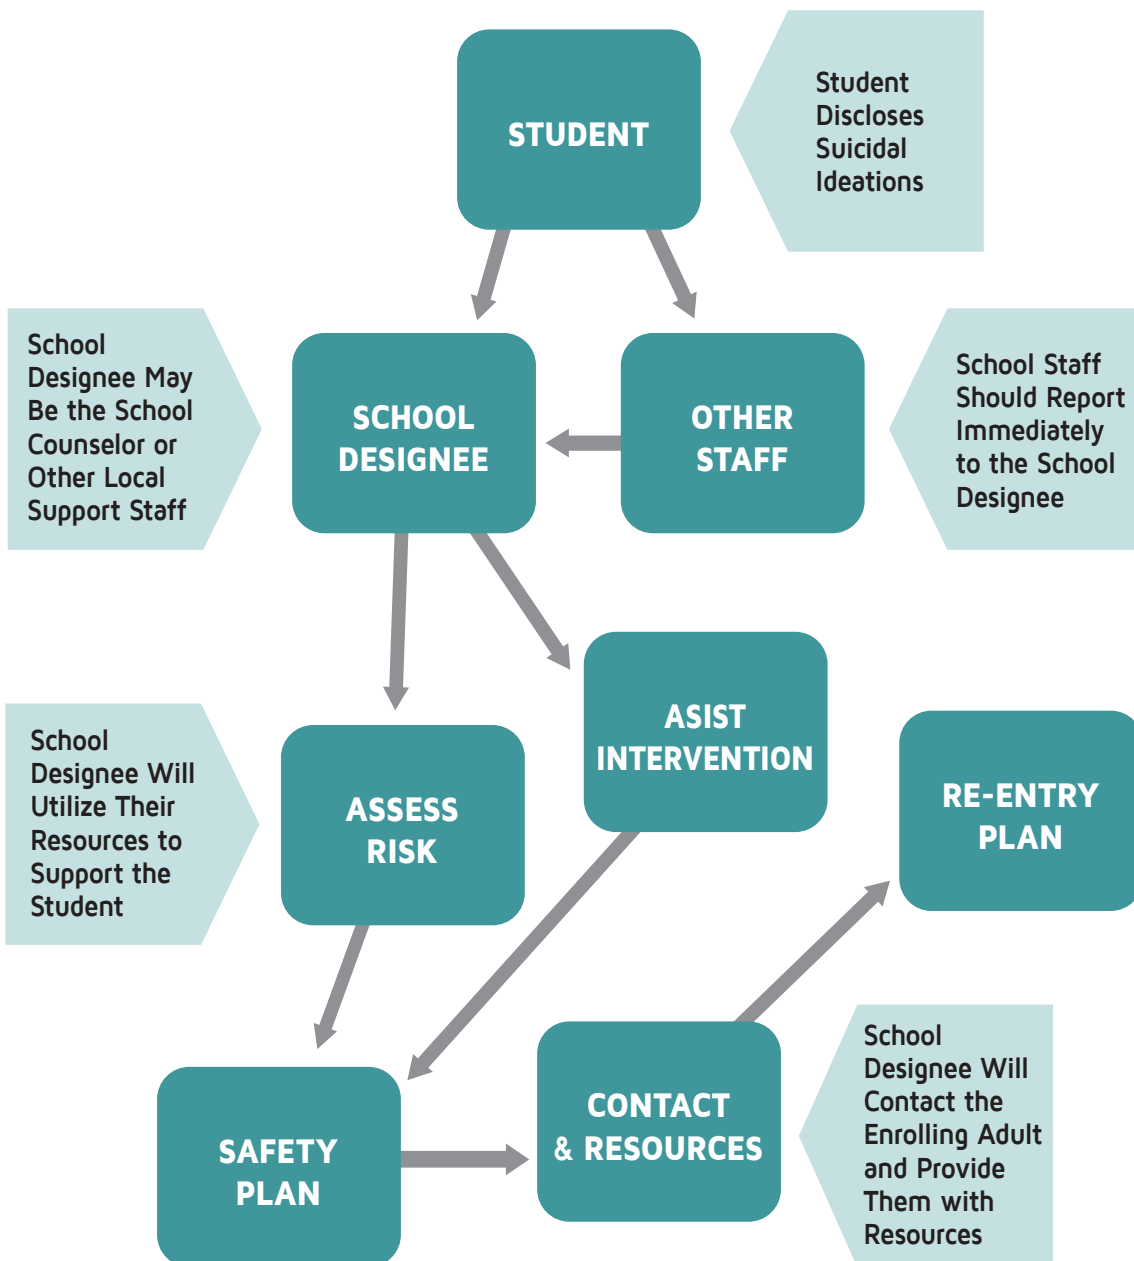 STUDENT
Student
Discloses
Suicidal
Ideations
School
Designee May
Be the School
Counselor or
Other Local
Support Staff
SCHOOL
DESIGNEE
OTHER
STAFF
School Staff
Should Report
Immediately
to the School
Designee
ASIST
INTERVENTION
School
Designee Will
Utilize Their
Resources to
Support the
Student
ASSESS
RISK
RE-ENTRY
PLAN
SAFETY
PLAN
CONTACT
& RESOURCES
School
Designee Will
Contact the
Enrolling Adult
and Provide
Them with
Resources